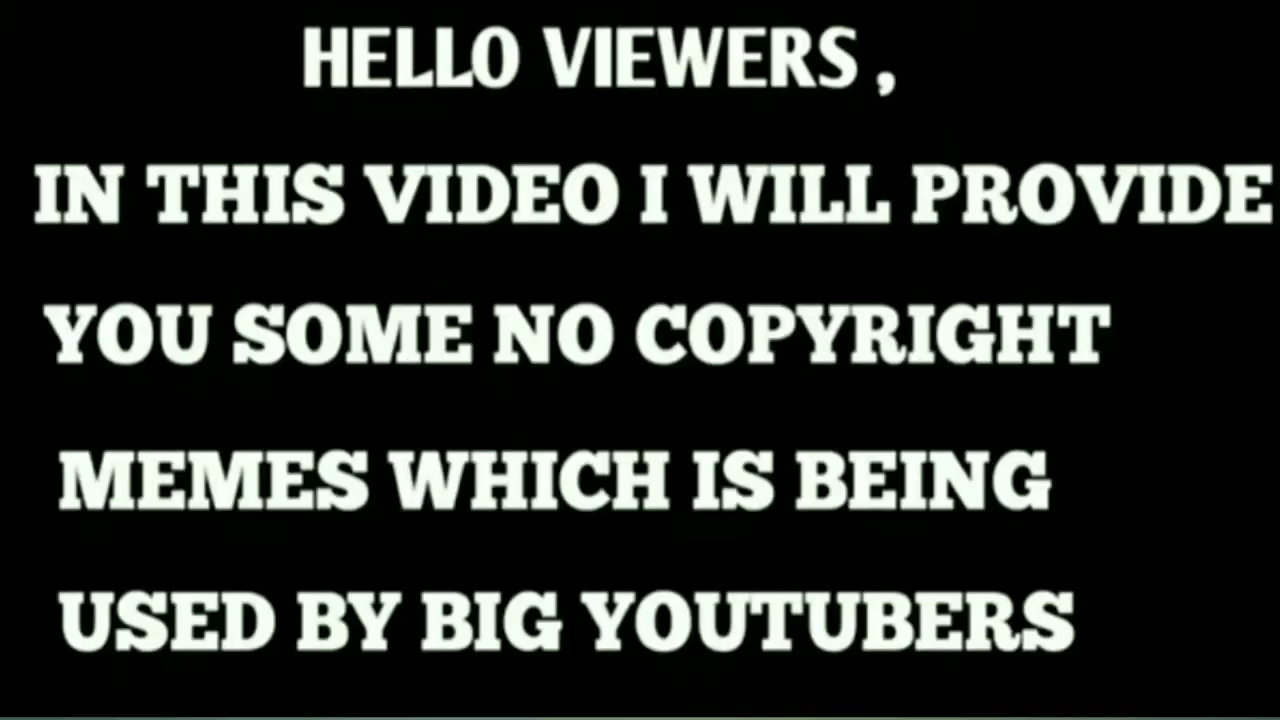 HELLO VIEWERS ,
IN THIS VIDEO I WILL PROVIDE
YOU SOME NO COPYRIGHT
MEMES WHICH IS BEING
USED BY BIG YOUTUBERS